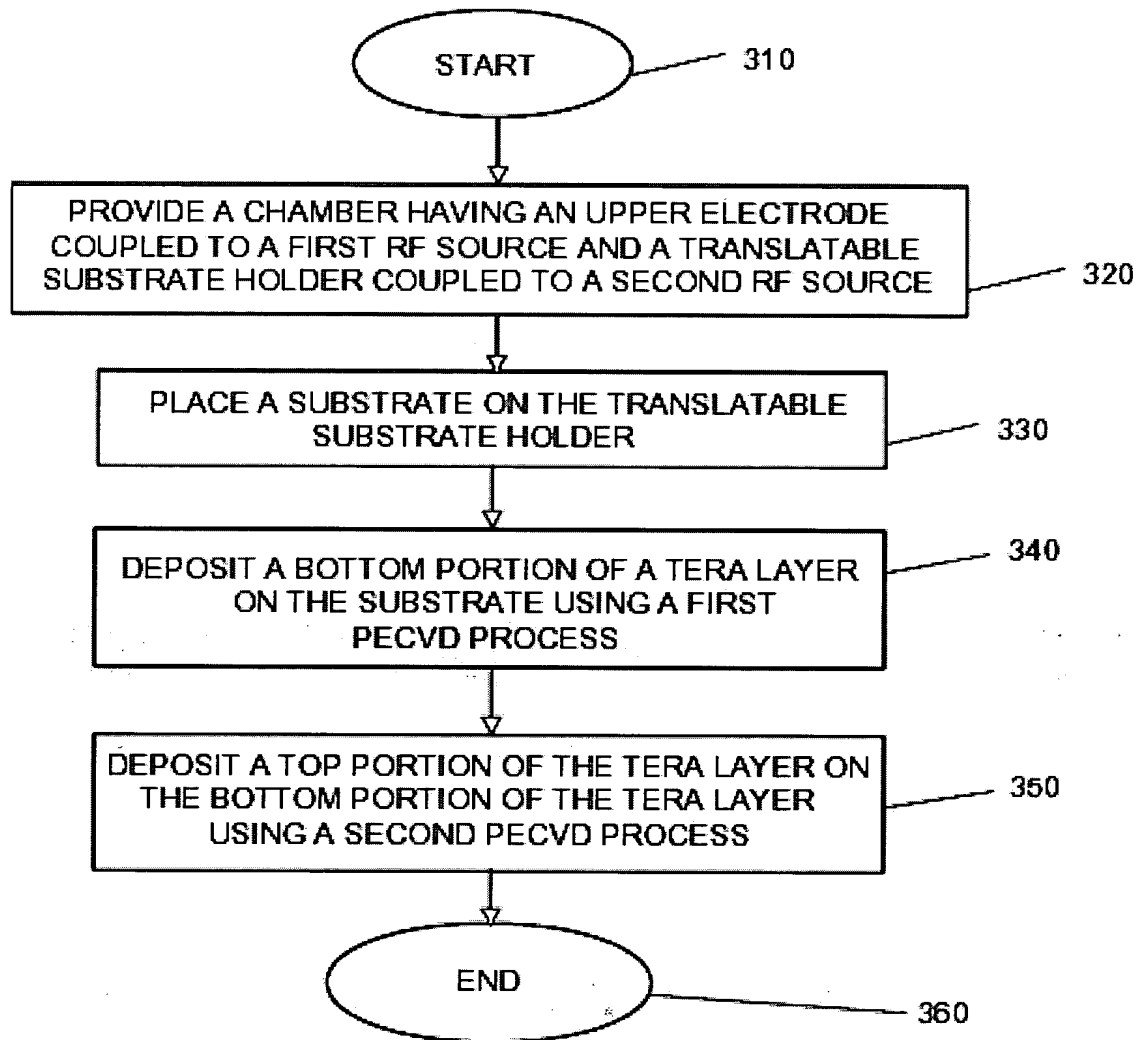 START
310
PROVIDE A CHAMBER HAVING AN UPPER ELECTRODE
COUPLED TO A FIRST RF SOURCE AND A TRANSLATABLE
SUBSTRATE HOLDER COUPLED TO A SECOND RF SOURCE
320
PLACE A SUBSTRATE ON THE TRANSLATABLE
SUBSTRATE HOLDER
330
DEPOSIT A BOTTOM PORTION OF A TERA LAYER
ON THE SUBSTRATE USING A FIRST
PECVD PROCESS
340
DEPOSIT A TOP PORTION OF THE TERA LAYER ON
THE BOTTOM PORTION OF THE TERA LAYER
USING A SECOND PECVD PROCESS
350
END
360